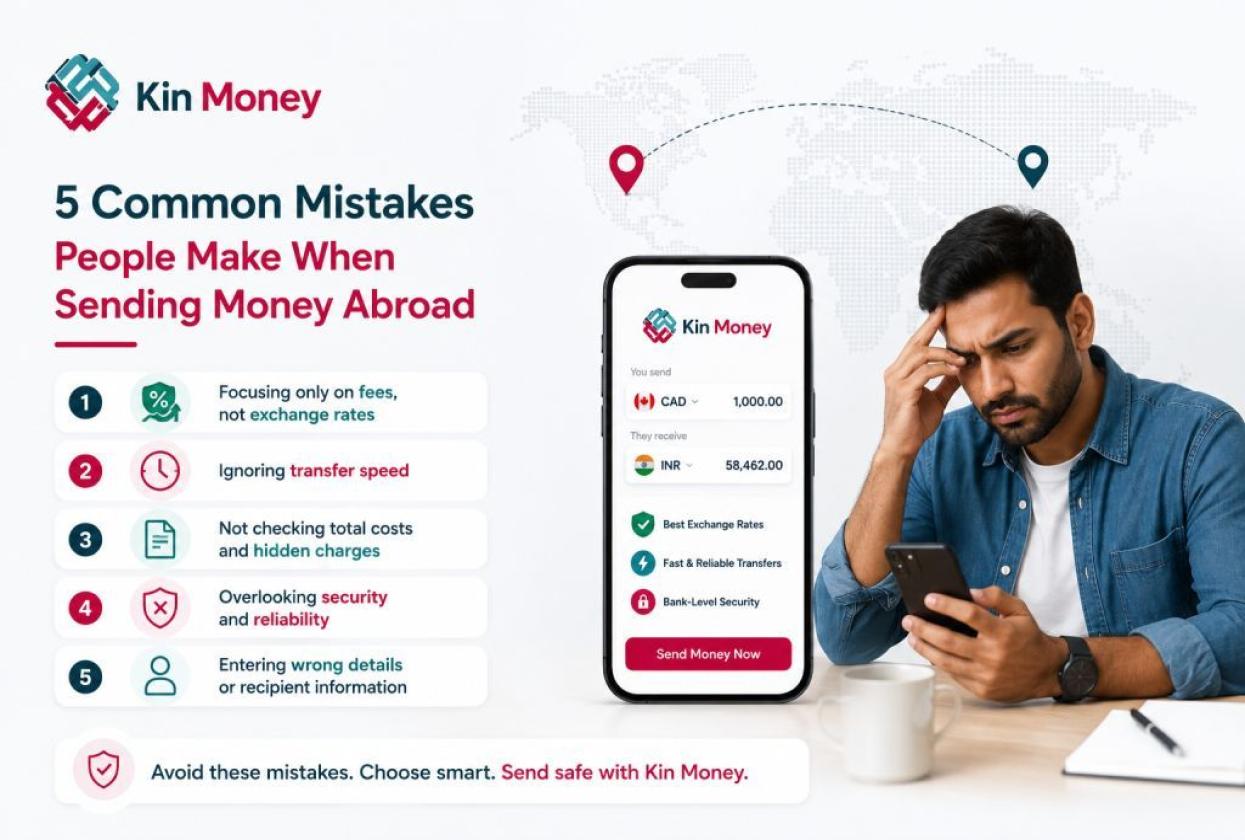 Kin Money
5 Common Mistakes
People Make When
Sending Money Abroad
1
Focusing only on fees,
not exchange rates
2
Ignoring transfer speed
3
Not checking total costs
and hidden charges
4
Overlooking security
and reliability
5
Entering wrong details
or recipient information
Avoid these mistakes. Choose smart. Send safe with Kin Money.
Kin Money
You send
CAD 1,000.00
They receive
INR 58,462.00
Best Exchange Rates
Fast & Reliable Transfers
Bank-Level Security
Send Money Now